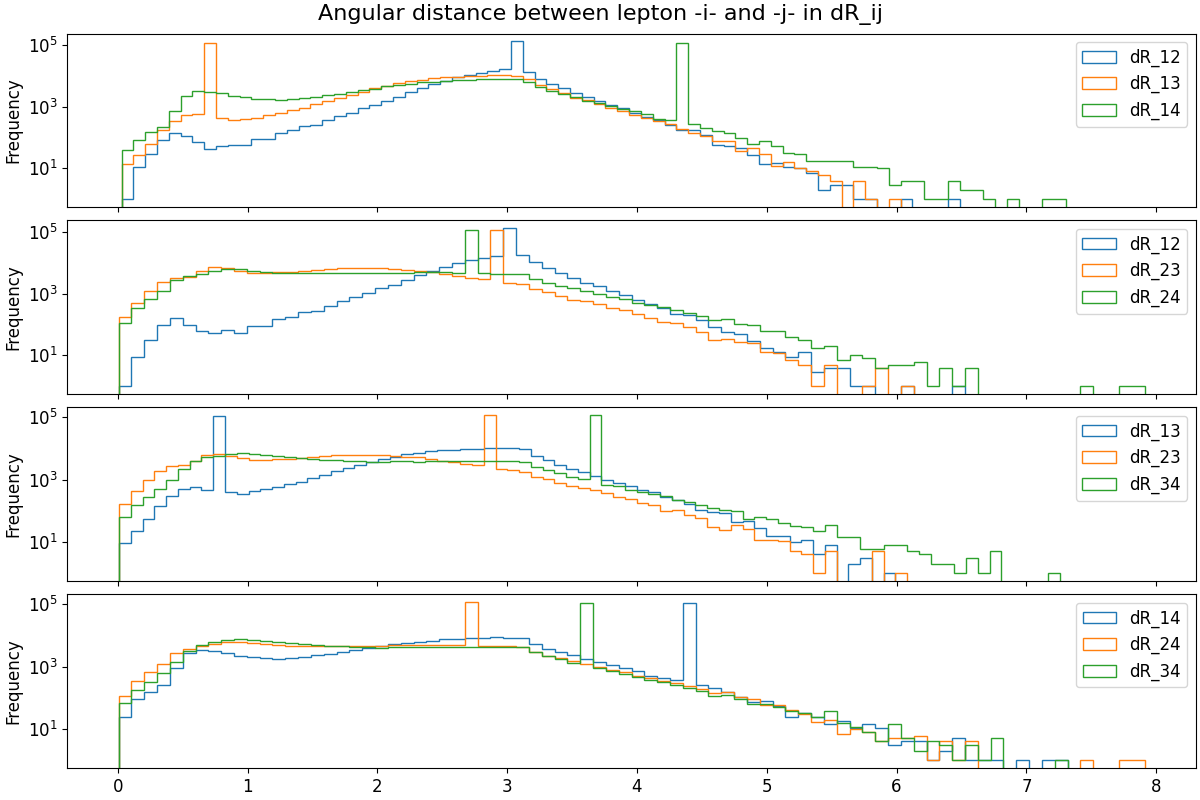 Angular distance between lepton -i- and -j- in dR_ij
Frequency
10^5
10^3
10^1
dR_12
dR_13
dR_14
Frequency
10^5
10^3
10^1
dR_12
dR_23
dR_24
Frequency
10^5
10^3
10^1
dR_13
dR_23
dR_34
Frequency
10^5
10^3
10^1
dR_14
dR_24
dR_34
0 1 2 3 4 5 6 7 8